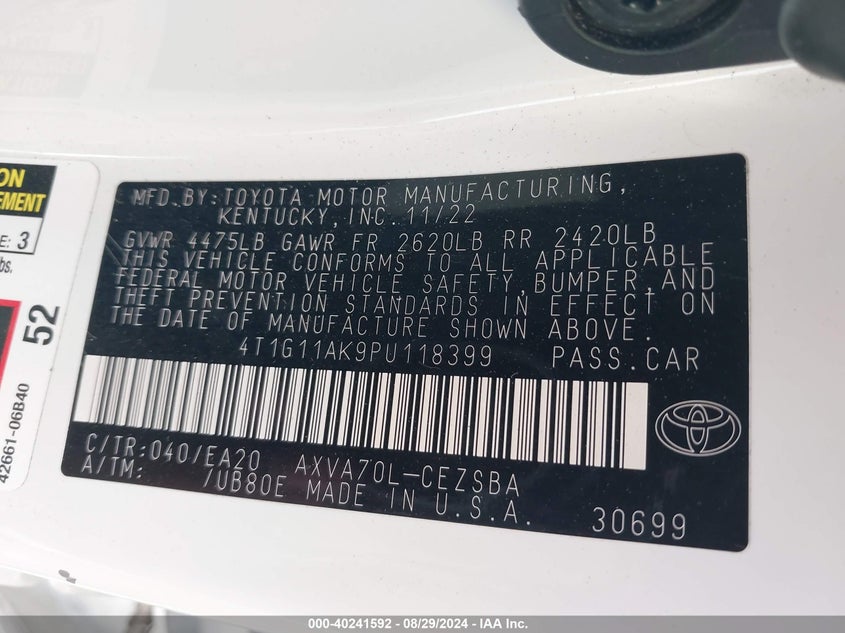 ON
EMENT
E: 3
bs.
52
42661-06B40
MFD.BY:TOYOTA MOTOR MANUFACTURING,
KENTUCKY,INC. 11/22
GVWR 4475LB GAWR FR 2620LB RR 2420LB
THIS VEHICLE CONFORMS TO ALL APPLICABLE
FEDERAL MOTOR VEHICLE SAFETY,BUMPER,AND
THEFT PREVENTION STANDARDS IN EFFECT ON
THE DATE OF MANUFACTURE SHOWN ABOVE.
4T1G11AK9PU118399 PASS.CAR
C/TR:040/EA20 AXVA70L-CEZSBA
A/TM: /UB80E MADE IN U.S.A. 30699
000-40241592 - 08/29/2024 - IAA Inc.